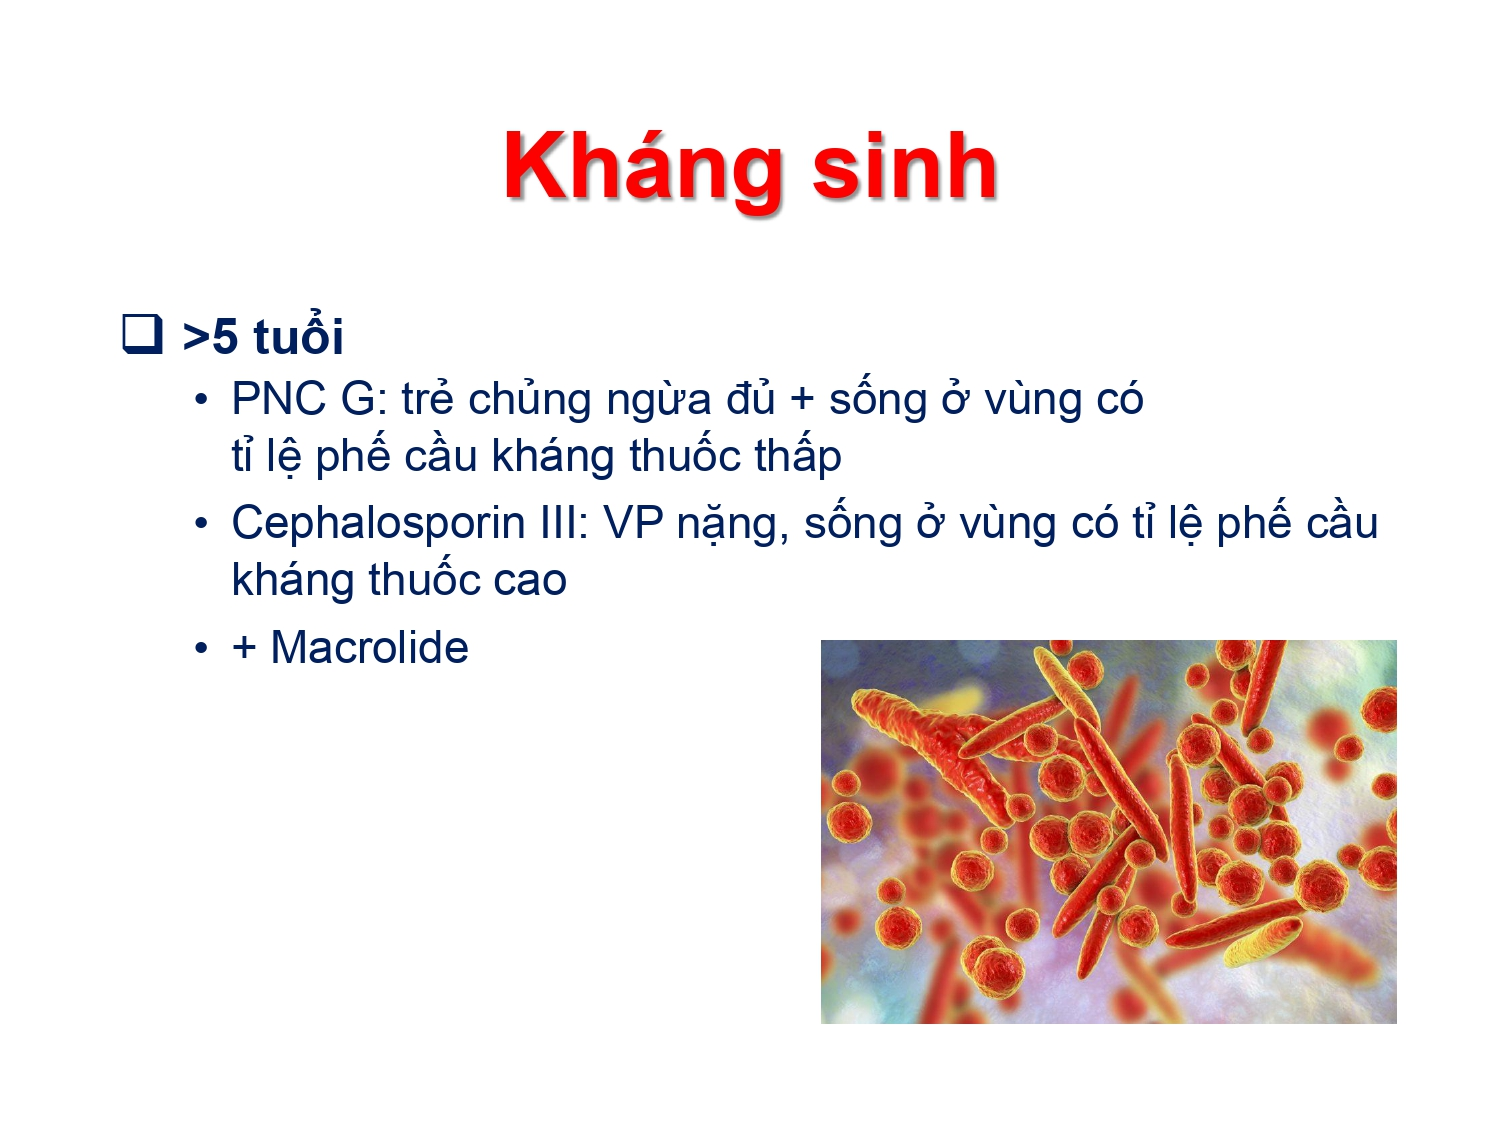 Kháng sinh
❑ >5 tuổi
• PNC G: trẻ chủng ngừa đủ + sống ở vùng có
tỉ lệ phế cầu kháng thuốc thấp
• Cephalosporin III: VP nặng, sống ở vùng có tỉ lệ phế cầu
kháng thuốc cao
• + Macrolide